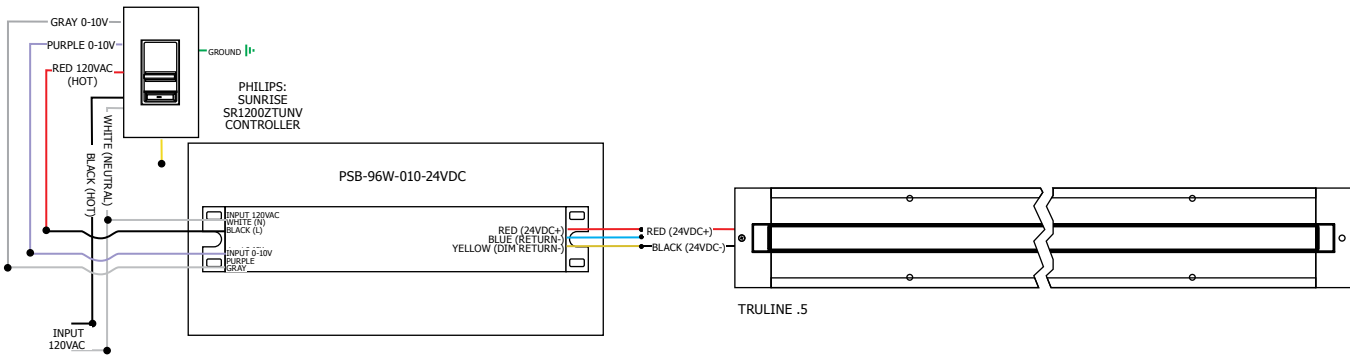 GRAY 0-10V
PURPLE 0-10V
RED 120VAC
(HOT)
GROUND
PHILIPS:
SUNRISE
SR1200ZTUNV
CONTROLLER
WHITE (NEUTRAL)
BLACK (HOT)
INPUT
120VAC
PSB-96W-010-24VDC
INPUT 120VAC
WHITE (N)
BLACK (L)
INPUT 0-10V
PURPLE
GRAY
RED (24VDC+)
BLUE (RETURN-)
YELLOW (DIM RETURN-)
RED (24VDC+)
BLACK (24VDC-)
TRULINE .5